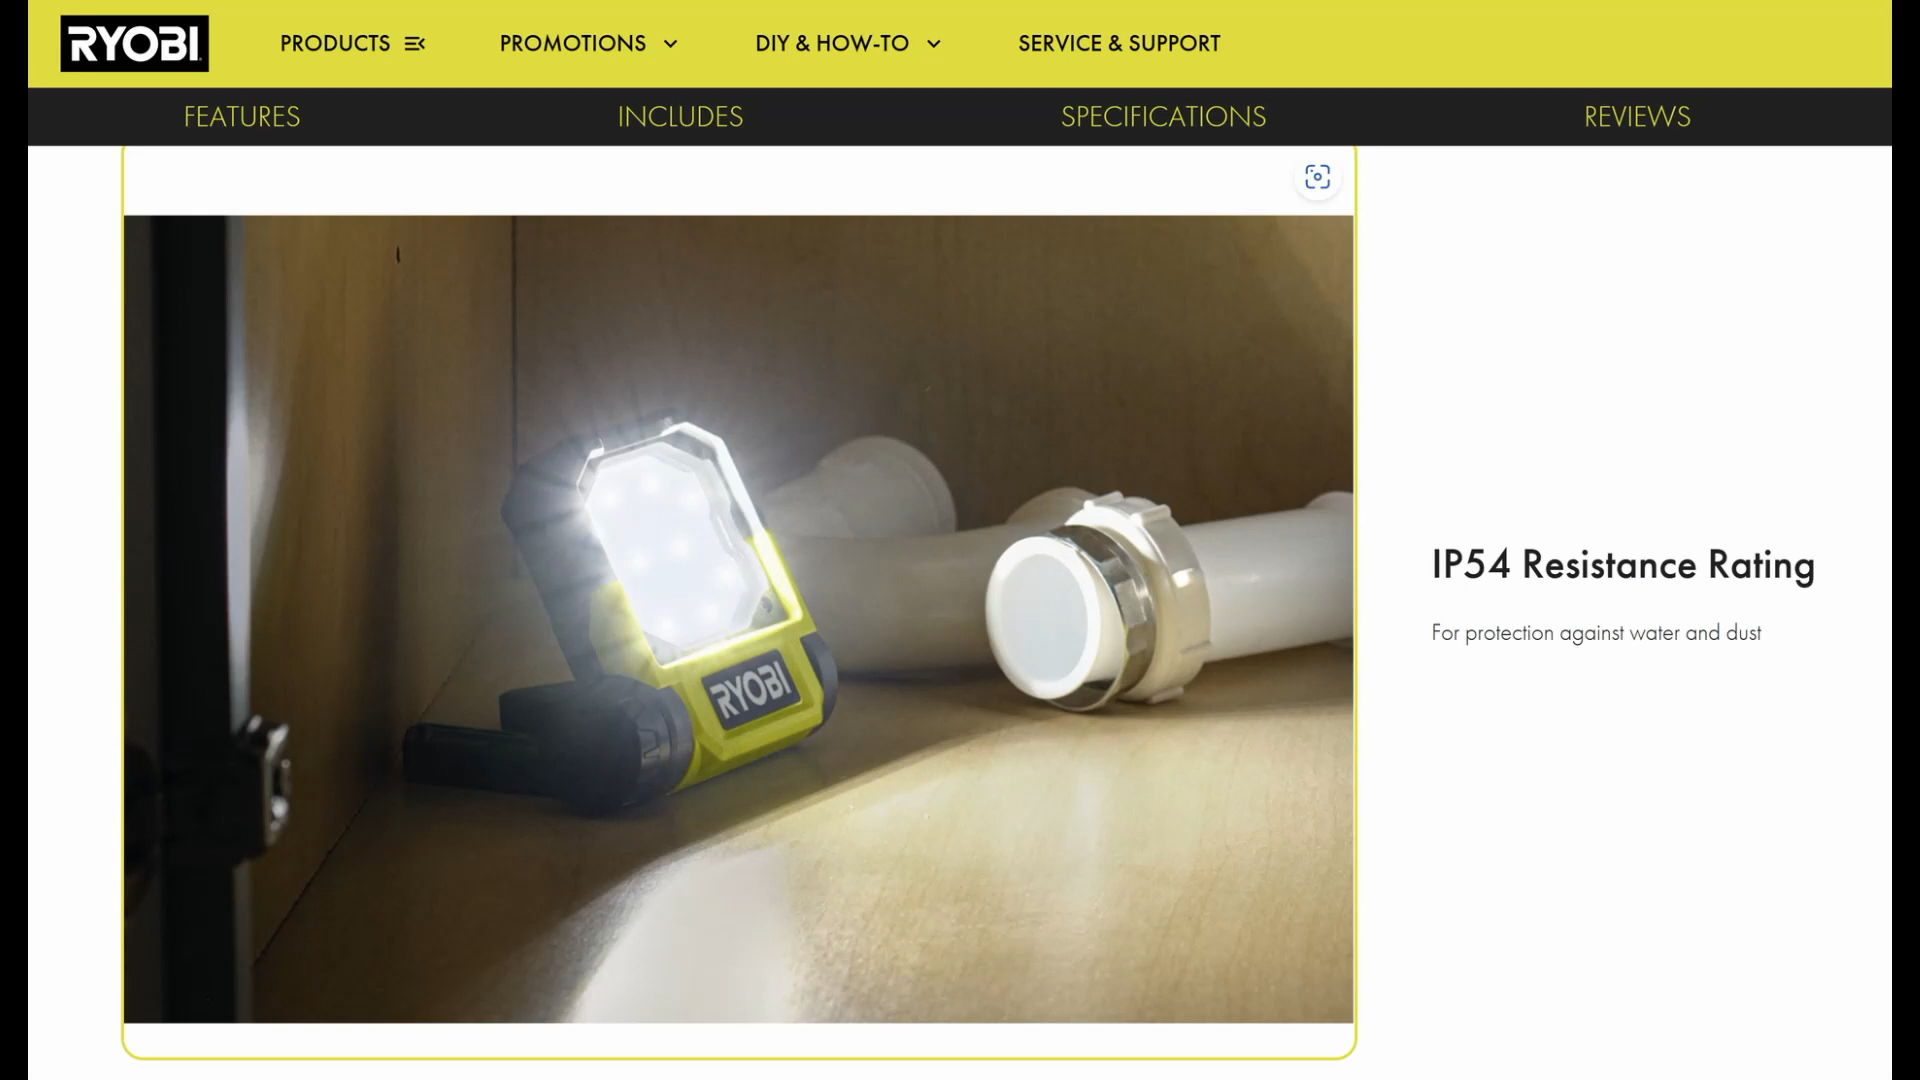 RYOBI
PRODUCTS
PROMOTIONS
DIY & HOW-TO
SERVICE & SUPPORT
FEATURES
INCLUDES
SPECIFICATIONS
REVIEWS
RYOBI
IP54 Resistance Rating
For protection against water and dust